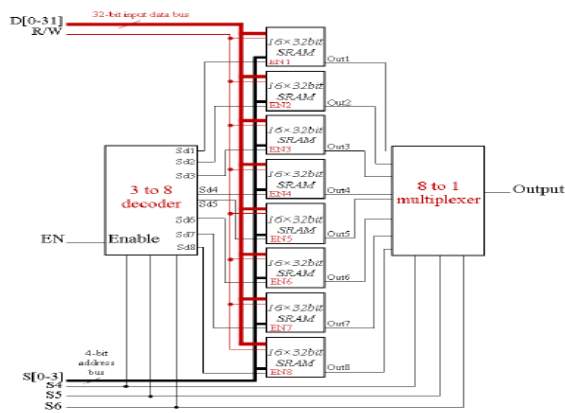 D[0-31]
32-bit input data bus
R/W
16×32bit
SRAM
EN1
Out1
16×32bit
SRAM
EN2
Out2
16×32bit
SRAM
EN3
Out3
16×32bit
SRAM
EN4
Out4
16×32bit
SRAM
EN5
Out5
16×32bit
SRAM
EN6
Out6
16×32bit
SRAM
EN7
Out7
16×32bit
SRAM
EN8
Out8
Sd1
Sd2
Sd3
Sd4
Sd5
Sd6
Sd7
Sd8
3 to 8
decoder
EN
Enable
8 to 1
multiplexer
Output
4-bit
address
bus
S[0-3]
S4
S5
S6